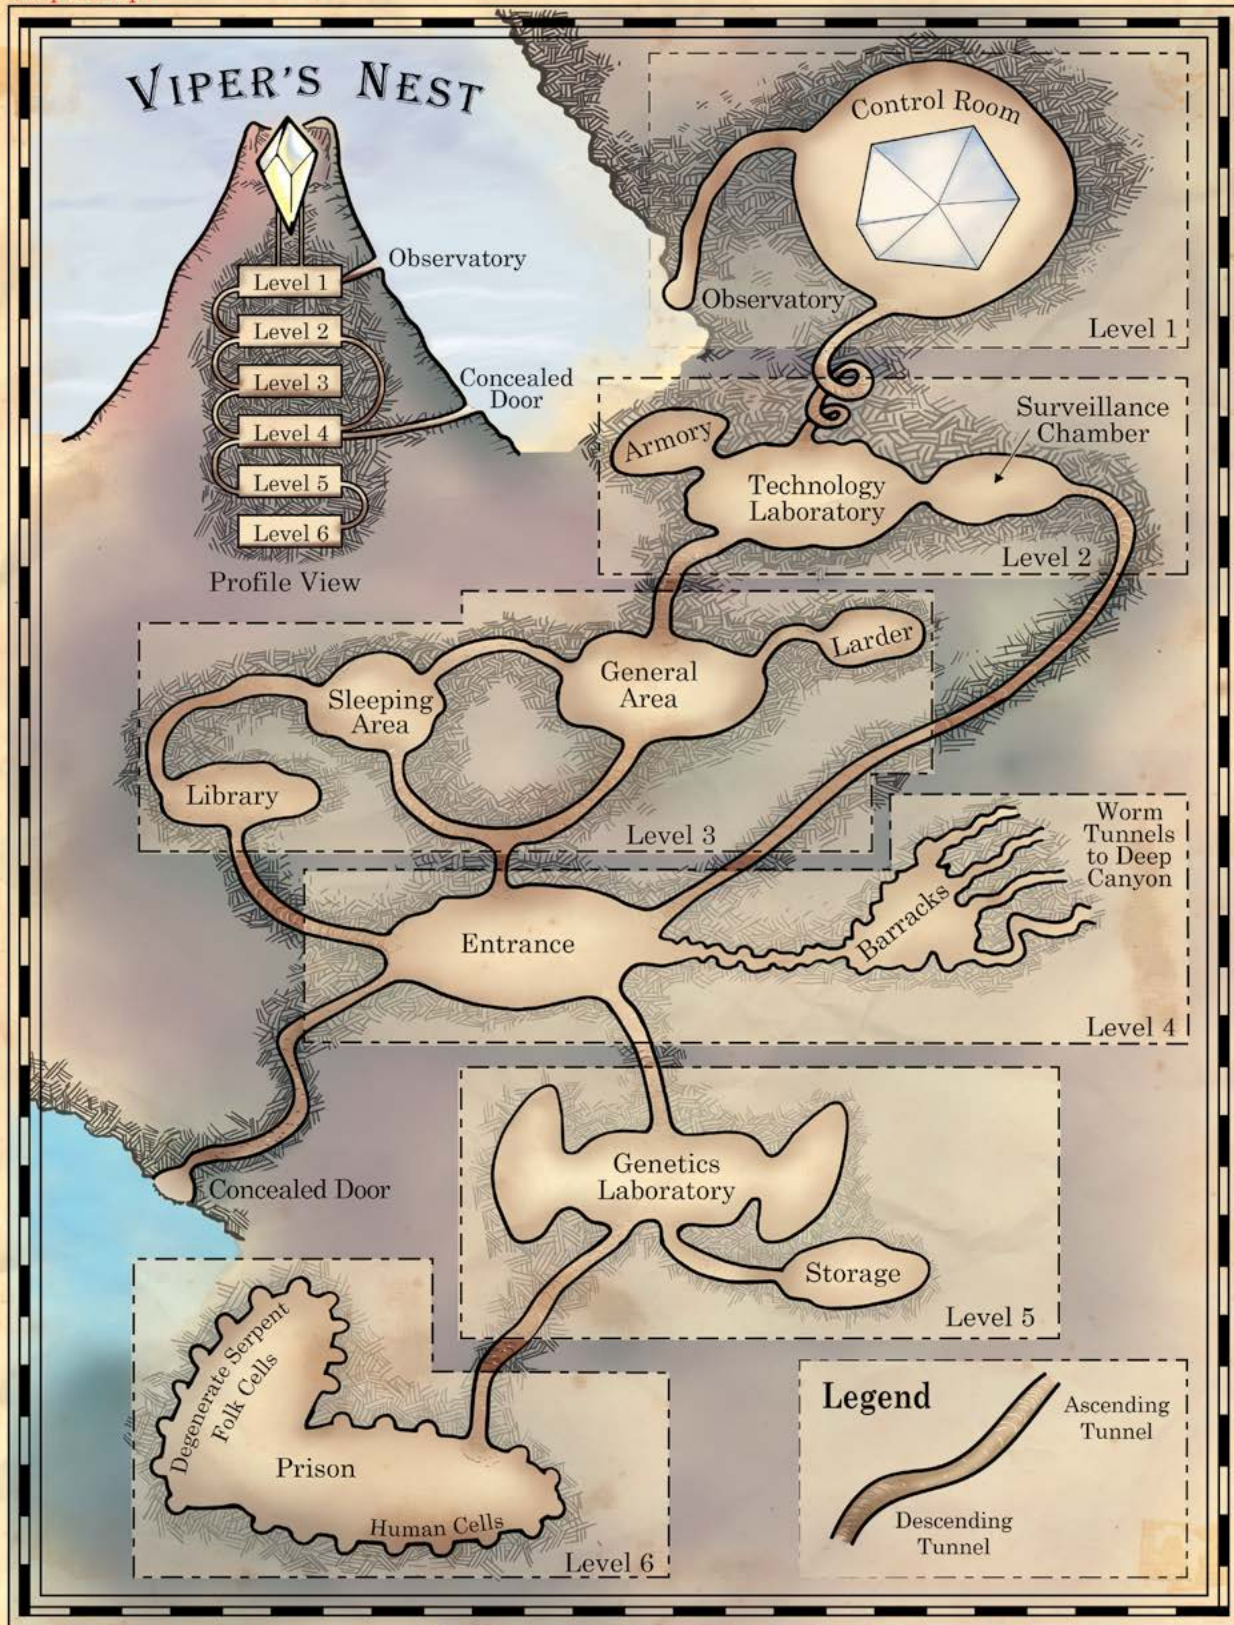 VIPER'S NEST
Observatory
Level 1
Level 2
Level 3
Concealed
Door
Level 4
Level 5
Level 6
Profile View
Control Room
Observatory
Level 1
Armory
Surveillance
Chamber
Technology
Laboratory
Level 2
General
Area
Larder
Sleeping
Area
Library
Level 3
Worm
Tunnels
to Deep
Canyon
Barracks
Entrance
Level 4
Concealed Door
Genetics
Laboratory
Storage
Level 5
Degenerate Serpent
Folk Cells
Prison
Human Cells
Level 6
Legend
Ascending
Tunnel
Descending
Tunnel